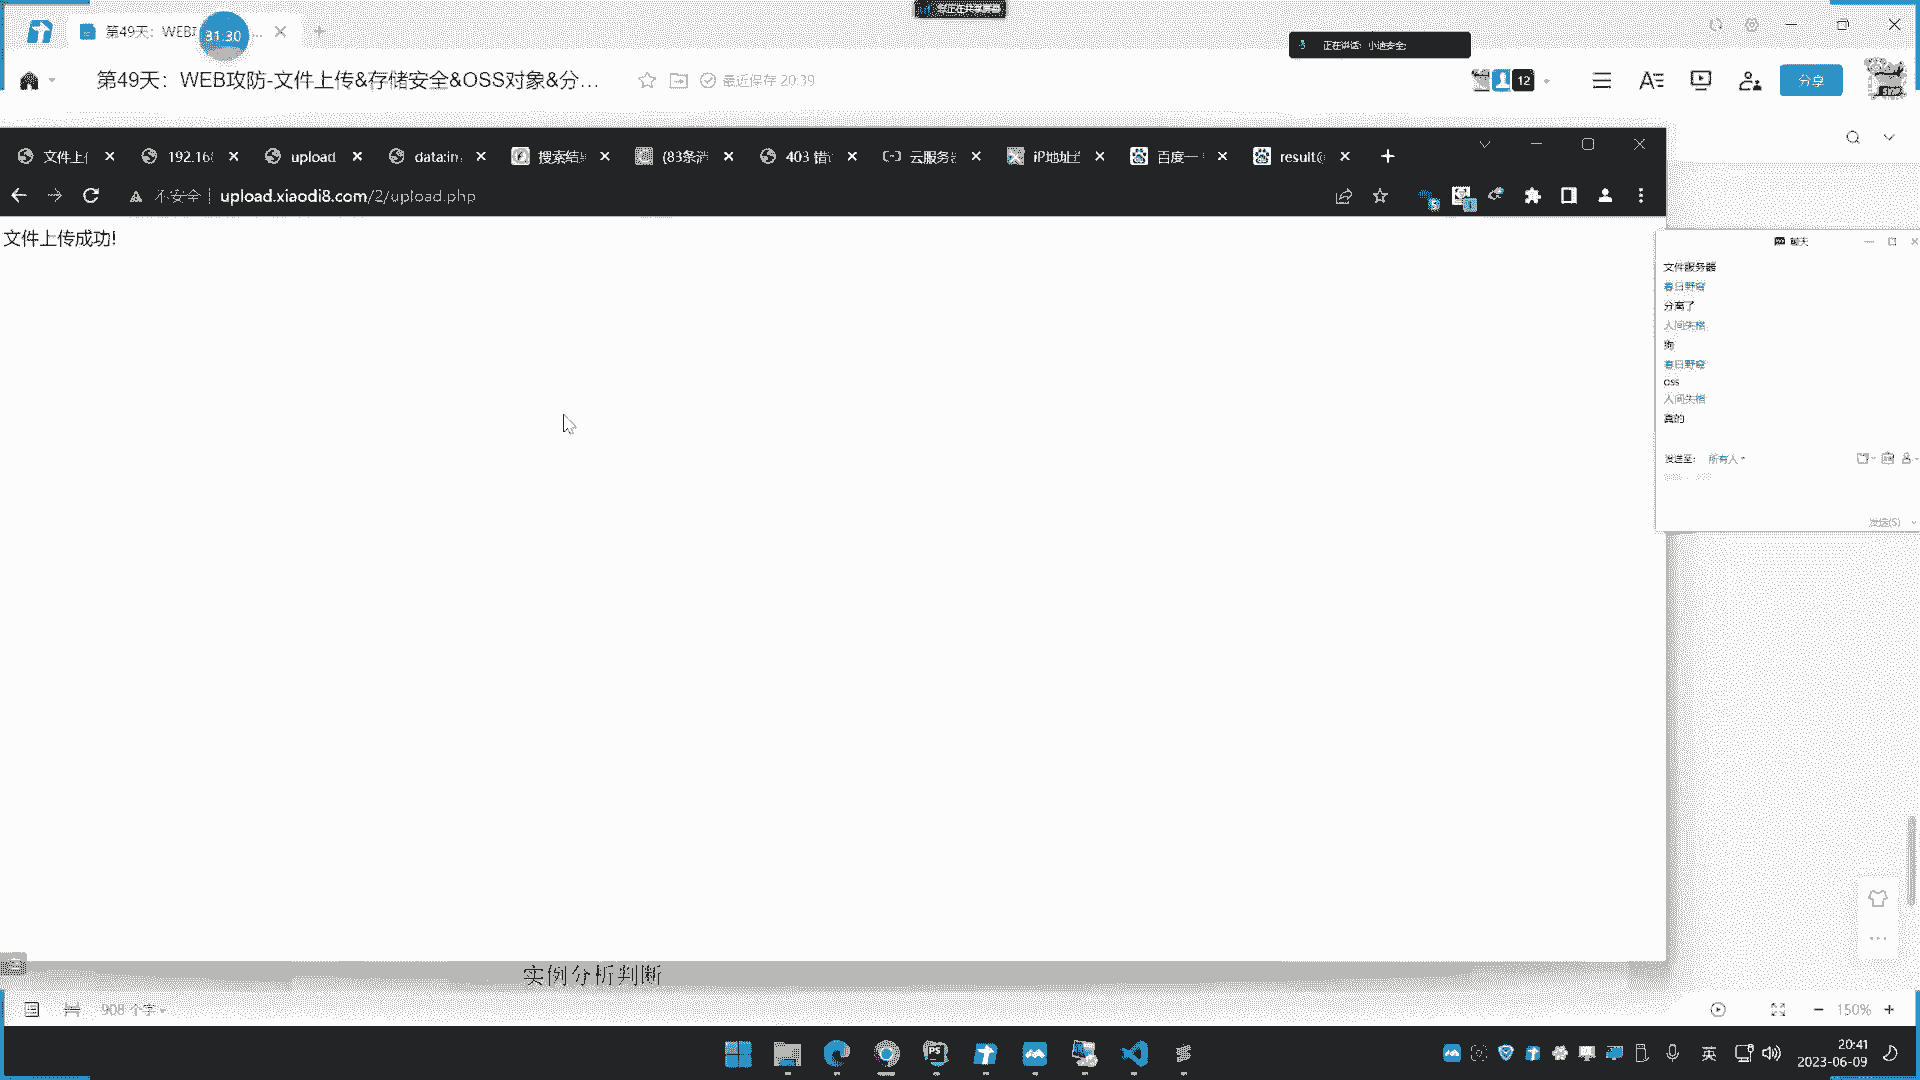 第49天：WEB
31:30
您正在共享屏幕
正在讲话: 小迪安全;
第49天：WEB攻防-文件上传&存储安全&OSS对象&分...
最近保存 20:39
12
分享
文件上
192.16
upload
data:im
搜索结
(83条消
403 错
云服务
iP地址
百度一
result@
不安全
upload.xiaodi8.com/2/upload.php
文件上传成功!
聊天
文件服务器
春日野穹
分离了
人间失格
狗
春日野穹
oss
人间失格
真的
发送至:
所有人
发送(S)
实例分析判断
908 个字
150%
英
20:41
2023-06-09